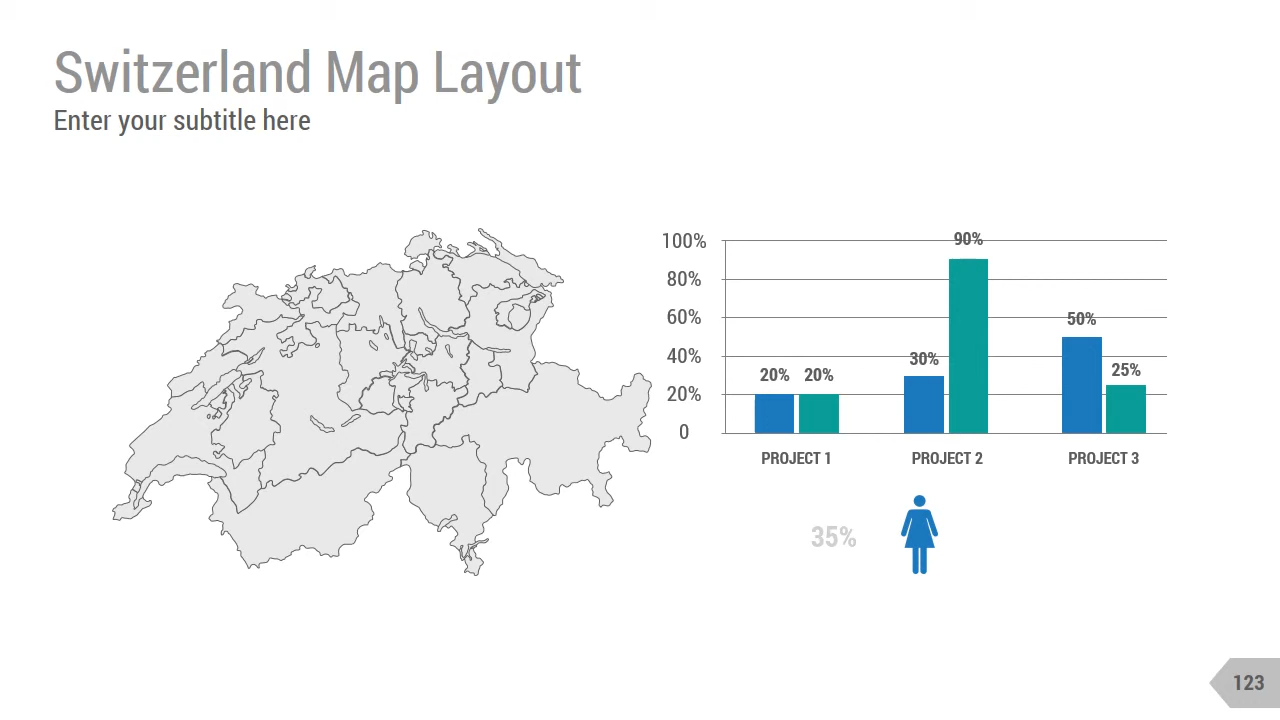 Switzerland Map Layout
Enter your subtitle here
100%
80%
60%
40%
20%
0
20%
20%
30%
90%
50%
25%
PROJECT 1
PROJECT 2
PROJECT 3
35%
123